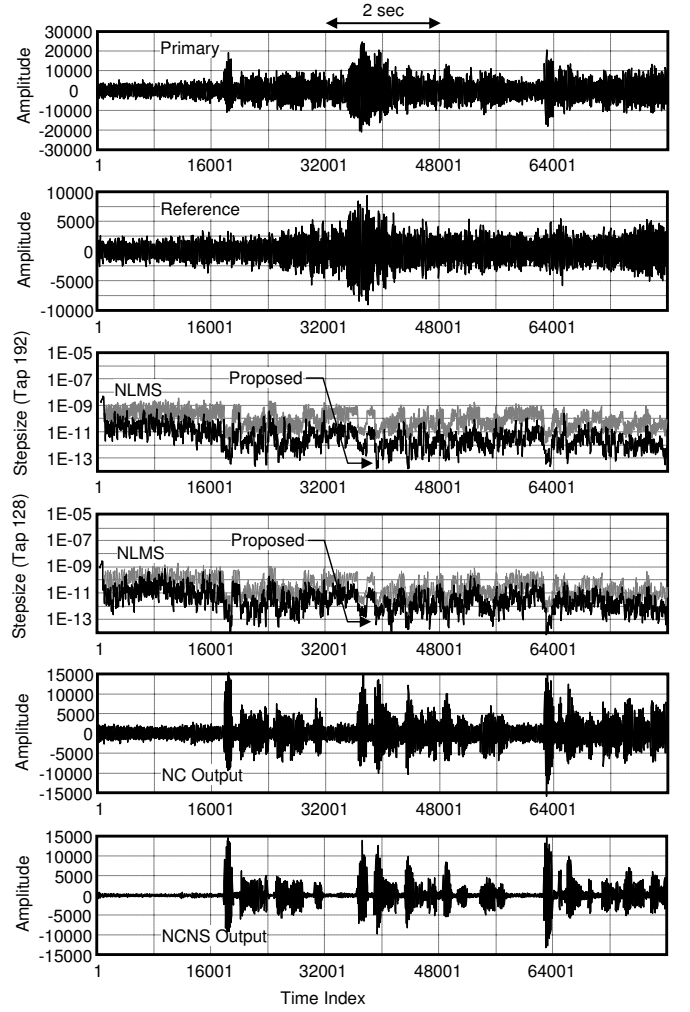 2 sec
Amplitude
30000
20000
10000
0
-10000
-20000
-30000
Primary
1 16001 32001 48001 64001
Amplitude
10000
5000
0
-5000
-10000
Reference
1 16001 32001 48001 64001
Stepsize (Tap 192)
1E-05
1E-07
1E-09
1E-11
1E-13
NLMS
Proposed
1 16001 32001 48001 64001
Stepsize (Tap 128)
1E-05
1E-07
1E-09
1E-11
1E-13
NLMS
Proposed
1 16001 32001 48001 64001
Amplitude
15000
10000
5000
0
-5000
-10000
-15000
NC Output
1 16001 32001 48001 64001
Amplitude
15000
10000
5000
0
-5000
-10000
-15000
NCNS Output
1 16001 32001 48001 64001
Time Index